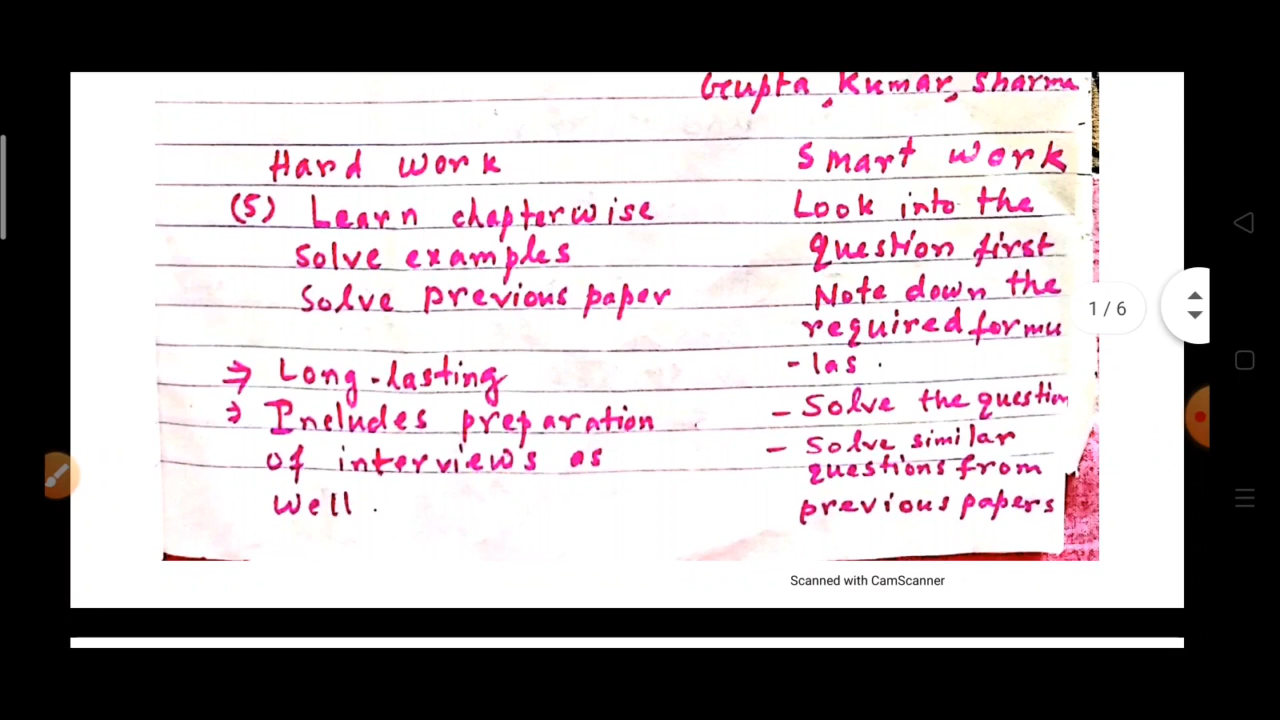 Gupta, Kumar, Sharma
Hard work
(5) Learn chapterwise
Solve examples
Solve previous paper
⇒ Long-lasting
⇒ Includes preparation
of interviews as
well.
Smart work
Look into the
question first
Note down the
required formu
-las.
- Solve the question
- Solve similar
questions from
previous papers
1 / 6
Scanned with CamScanner